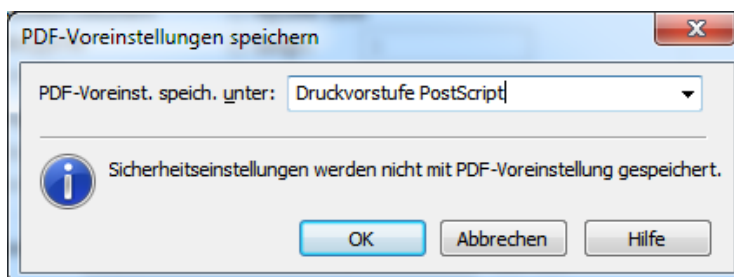 PDF-Voreinstellungen speichern
PDF-Voreinst. speich. unter: Druckvorstufe PostScript
Sicherheitseinstellungen werden nicht mit PDF-Voreinstellung gespeichert.
OK Abbrechen Hilfe